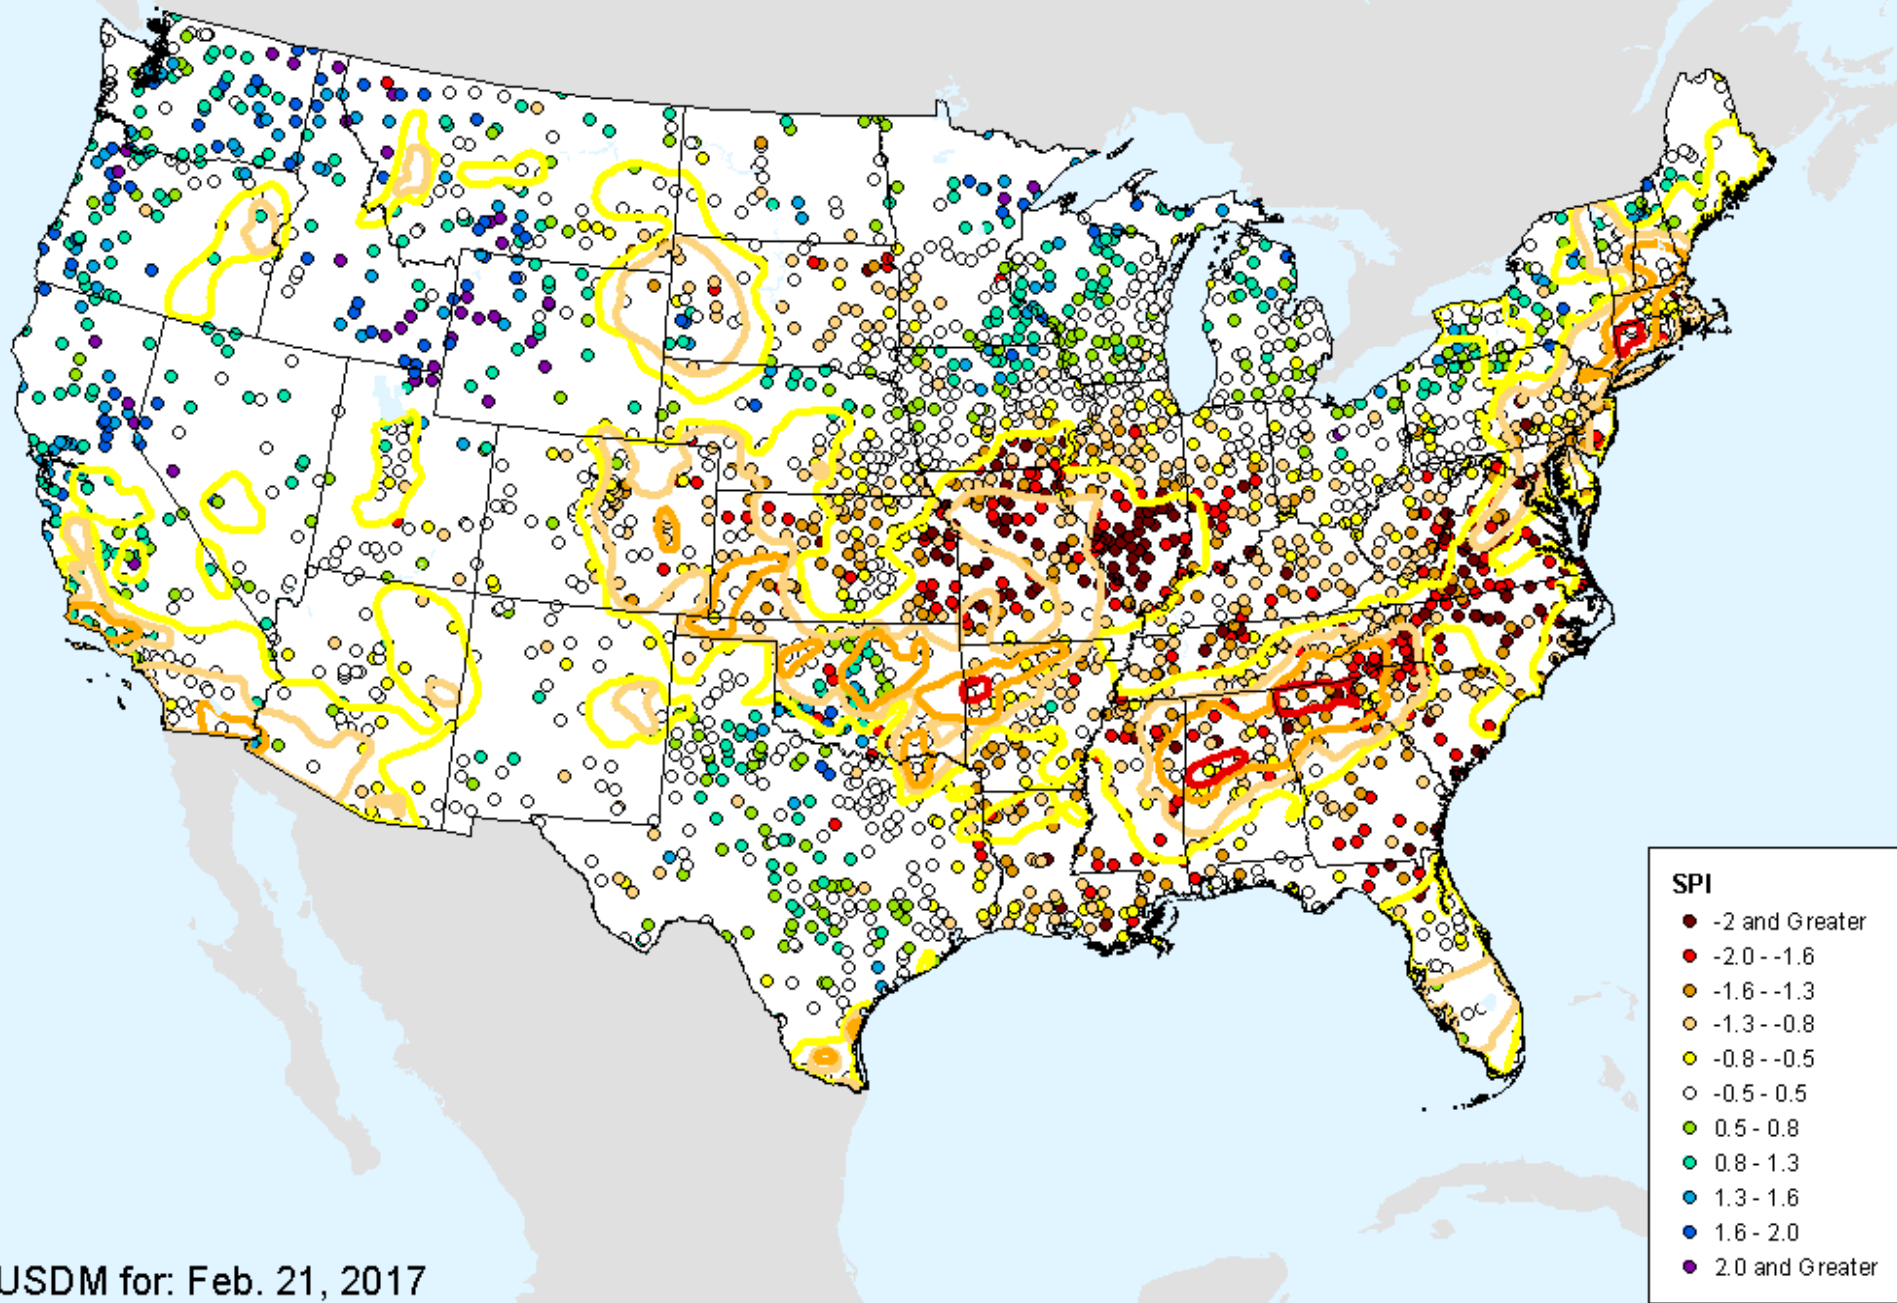 SPI
-2 and Greater
-2.0 - -1.6
-1.6 - -1.3
-1.3 - -0.8
-0.8 - -0.5
-0.5 - 0.5
0.5 - 0.8
0.8 - 1.3
1.3 - 1.6
1.6 - 2.0
2.0 and Greater
USDM for: Feb. 21, 2017